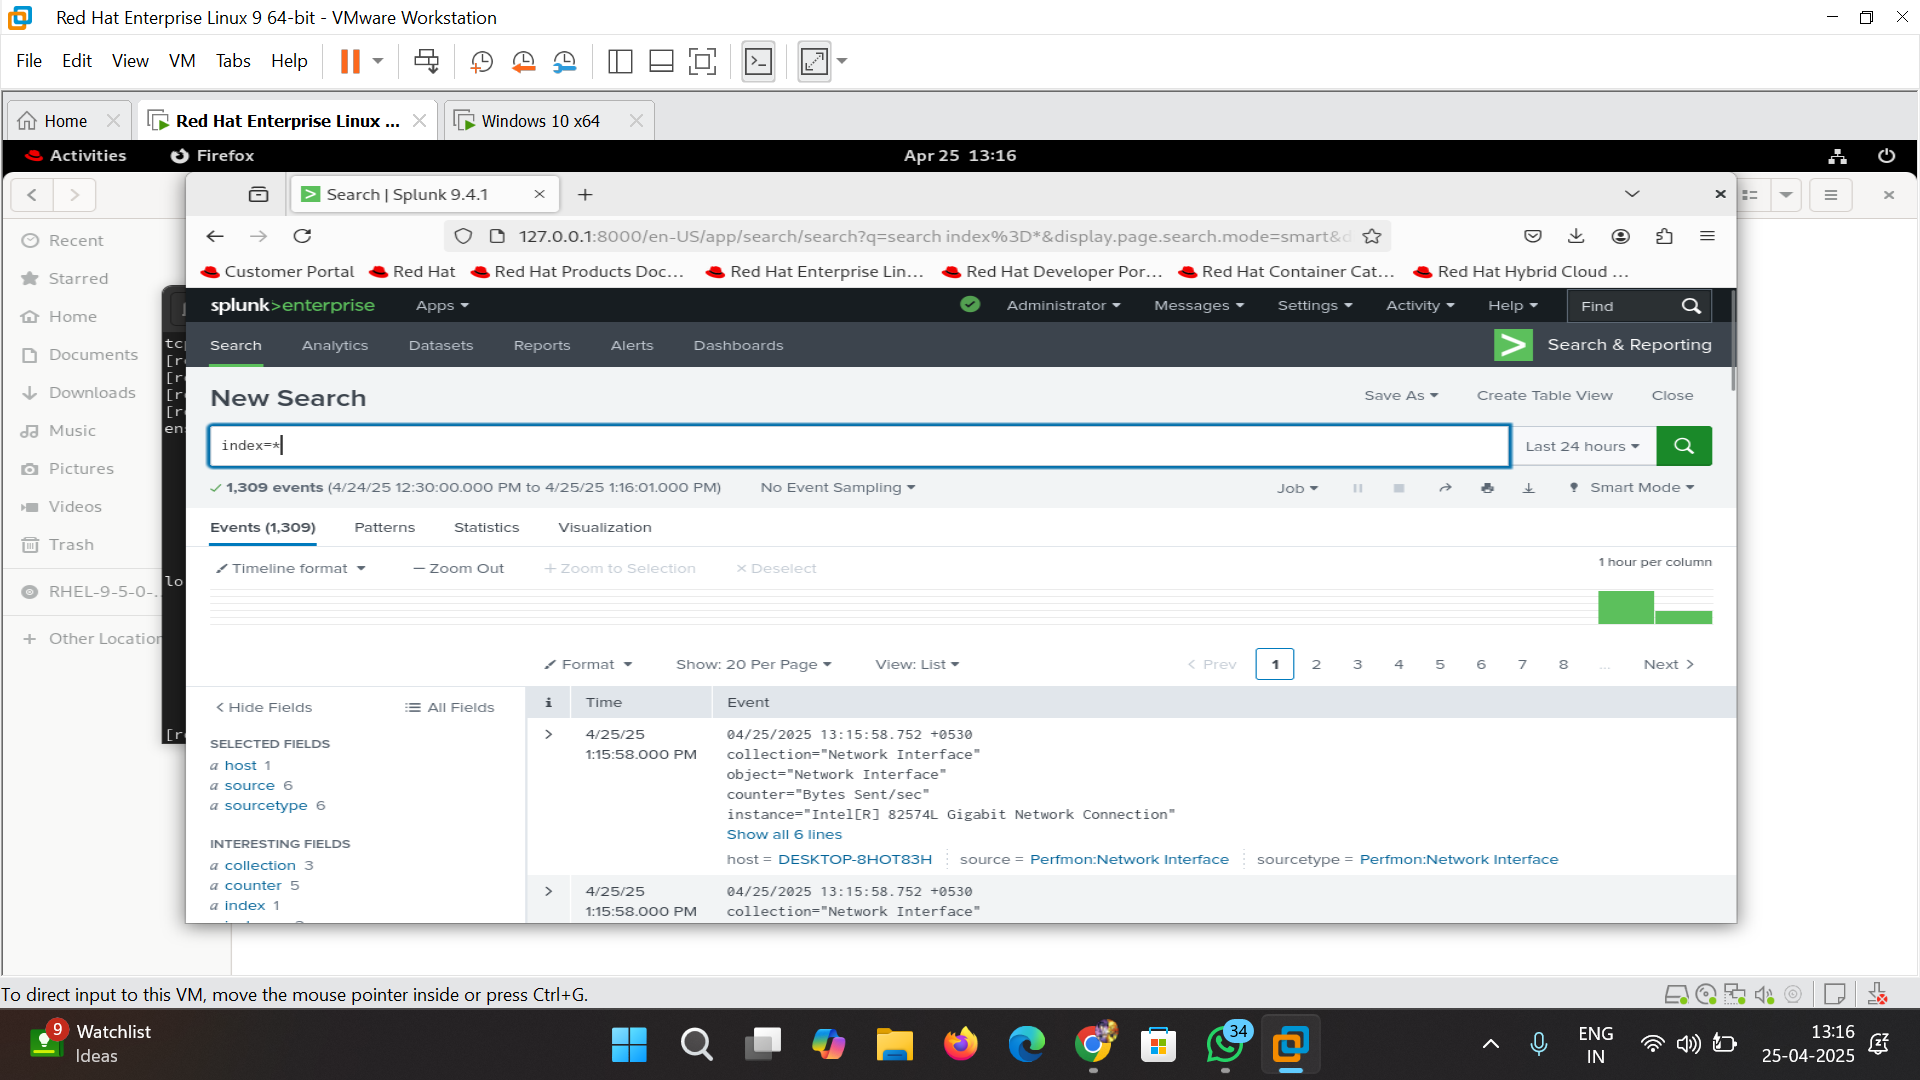 Red Hat Enterprise Linux 9 64-bit - VMware Workstation
File Edit View VM Tabs Help
Home
Red Hat Enterprise Linux ...
Windows 10 x64
Activities Firefox Apr 25 13:16
Search | Splunk 9.4.1
127.0.0.1:8000/en-US/app/search/search?q=search index%3D*&display.page.search.mode=smart&d
Customer Portal Red Hat Red Hat Products Doc... Red Hat Enterprise Lin... Red Hat Developer Por... Red Hat Container Cat... Red Hat Hybrid Cloud ...
Recent
Starred
Home
Documents
Downloads
Music
Pictures
Videos
Trash
RHEL-9-5-0-...
+ Other Location
tcp
[r
[r
[r
[r
en
lo
[r
splunk>enterprise Apps Administrator Messages Settings Activity Help Find
Search Analytics Datasets Reports Alerts Dashboards Search & Reporting
New Search
Save As Create Table View Close
index=*
Last 24 hours
1,309 events (4/24/25 12:30:00.000 PM to 4/25/25 1:16:01.000 PM) No Event Sampling Job Smart Mode
Events (1,309) Patterns Statistics Visualization
Timeline format — Zoom Out + Zoom to Selection × Deselect 1 hour per column
Format Show: 20 Per Page View: List < Prev 1 2 3 4 5 6 7 8 ... Next >
< Hide Fields All Fields
i Time Event
SELECTED FIELDS
a host 1
a source 6
a sourcetype 6
INTERESTING FIELDS
a collection 3
a counter 5
a index 1
4/25/25
1:15:58.000 PM
04/25/2025 13:15:58.752 +0530
collection="Network Interface"
object="Network Interface"
counter="Bytes Sent/sec"
instance="Intel[R] 82574L Gigabit Network Connection"
Show all 6 lines
host = DESKTOP-8HOT83H source = Perfmon:Network Interface sourcetype = Perfmon:Network Interface
4/25/25
1:15:58.000 PM
04/25/2025 13:15:58.752 +0530
collection="Network Interface"
To direct input to this VM, move the mouse pointer inside or press Ctrl+G.
9
Watchlist
Ideas
34
ENG
IN
13:16
25-04-2025